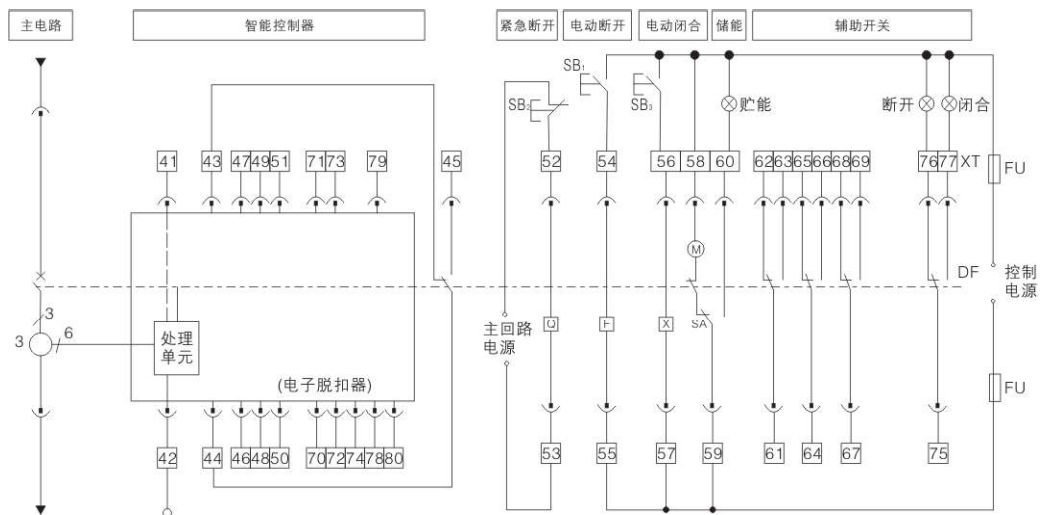 主电路 智能控制器 紧急断开 电动断开 电动闭合 储能 辅助开关
SB₁
SB₂ SB₃ 贮能 断开 闭合
41 43 47 49 51 71 73 79 45 52 54 56 58 60 62 63 65 66 68 69 76 77 XT
FU
M
DF 控制
电源
3
3 6 处理
单元
主回路
电源
Q F X SA
(电子脱扣器)
FU
42 44 46 48 50 70 72 74 78 80 53 55 57 59 61 64 67 75